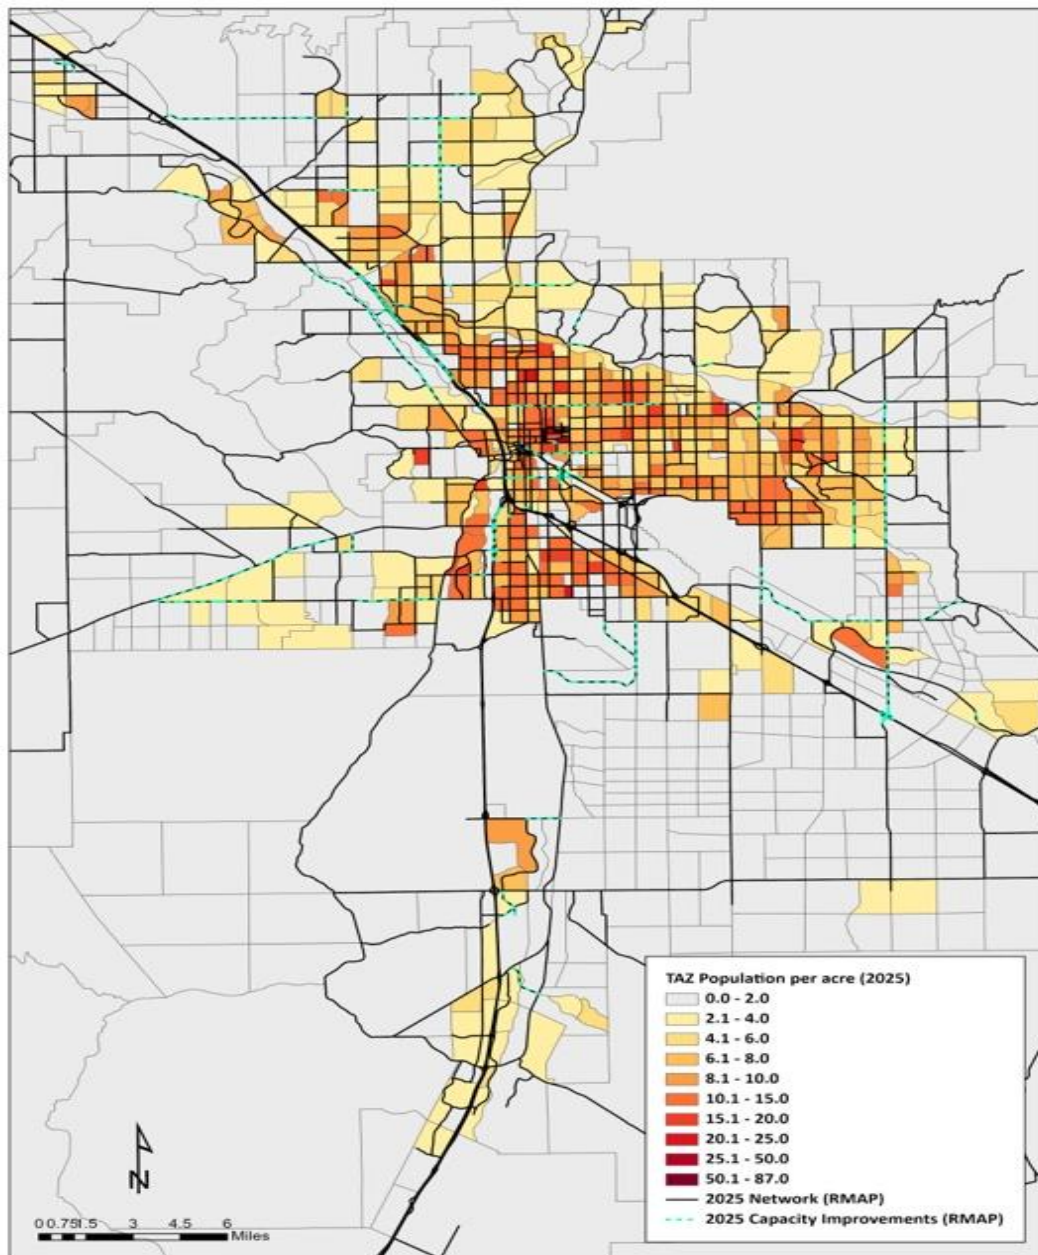 TAZ Population per acre (2025)
0.0 - 2.0
2.1 - 4.0
4.1 - 6.0
6.1 - 8.0
8.1 - 10.0
10.1 - 15.0
15.1 - 20.0
20.1 - 25.0
25.1 - 50.0
50.1 - 87.0
2025 Network (RMAP)
2025 Capacity Improvements (RMAP)
N
0 0.75 1.5 3 4.5 6
Miles